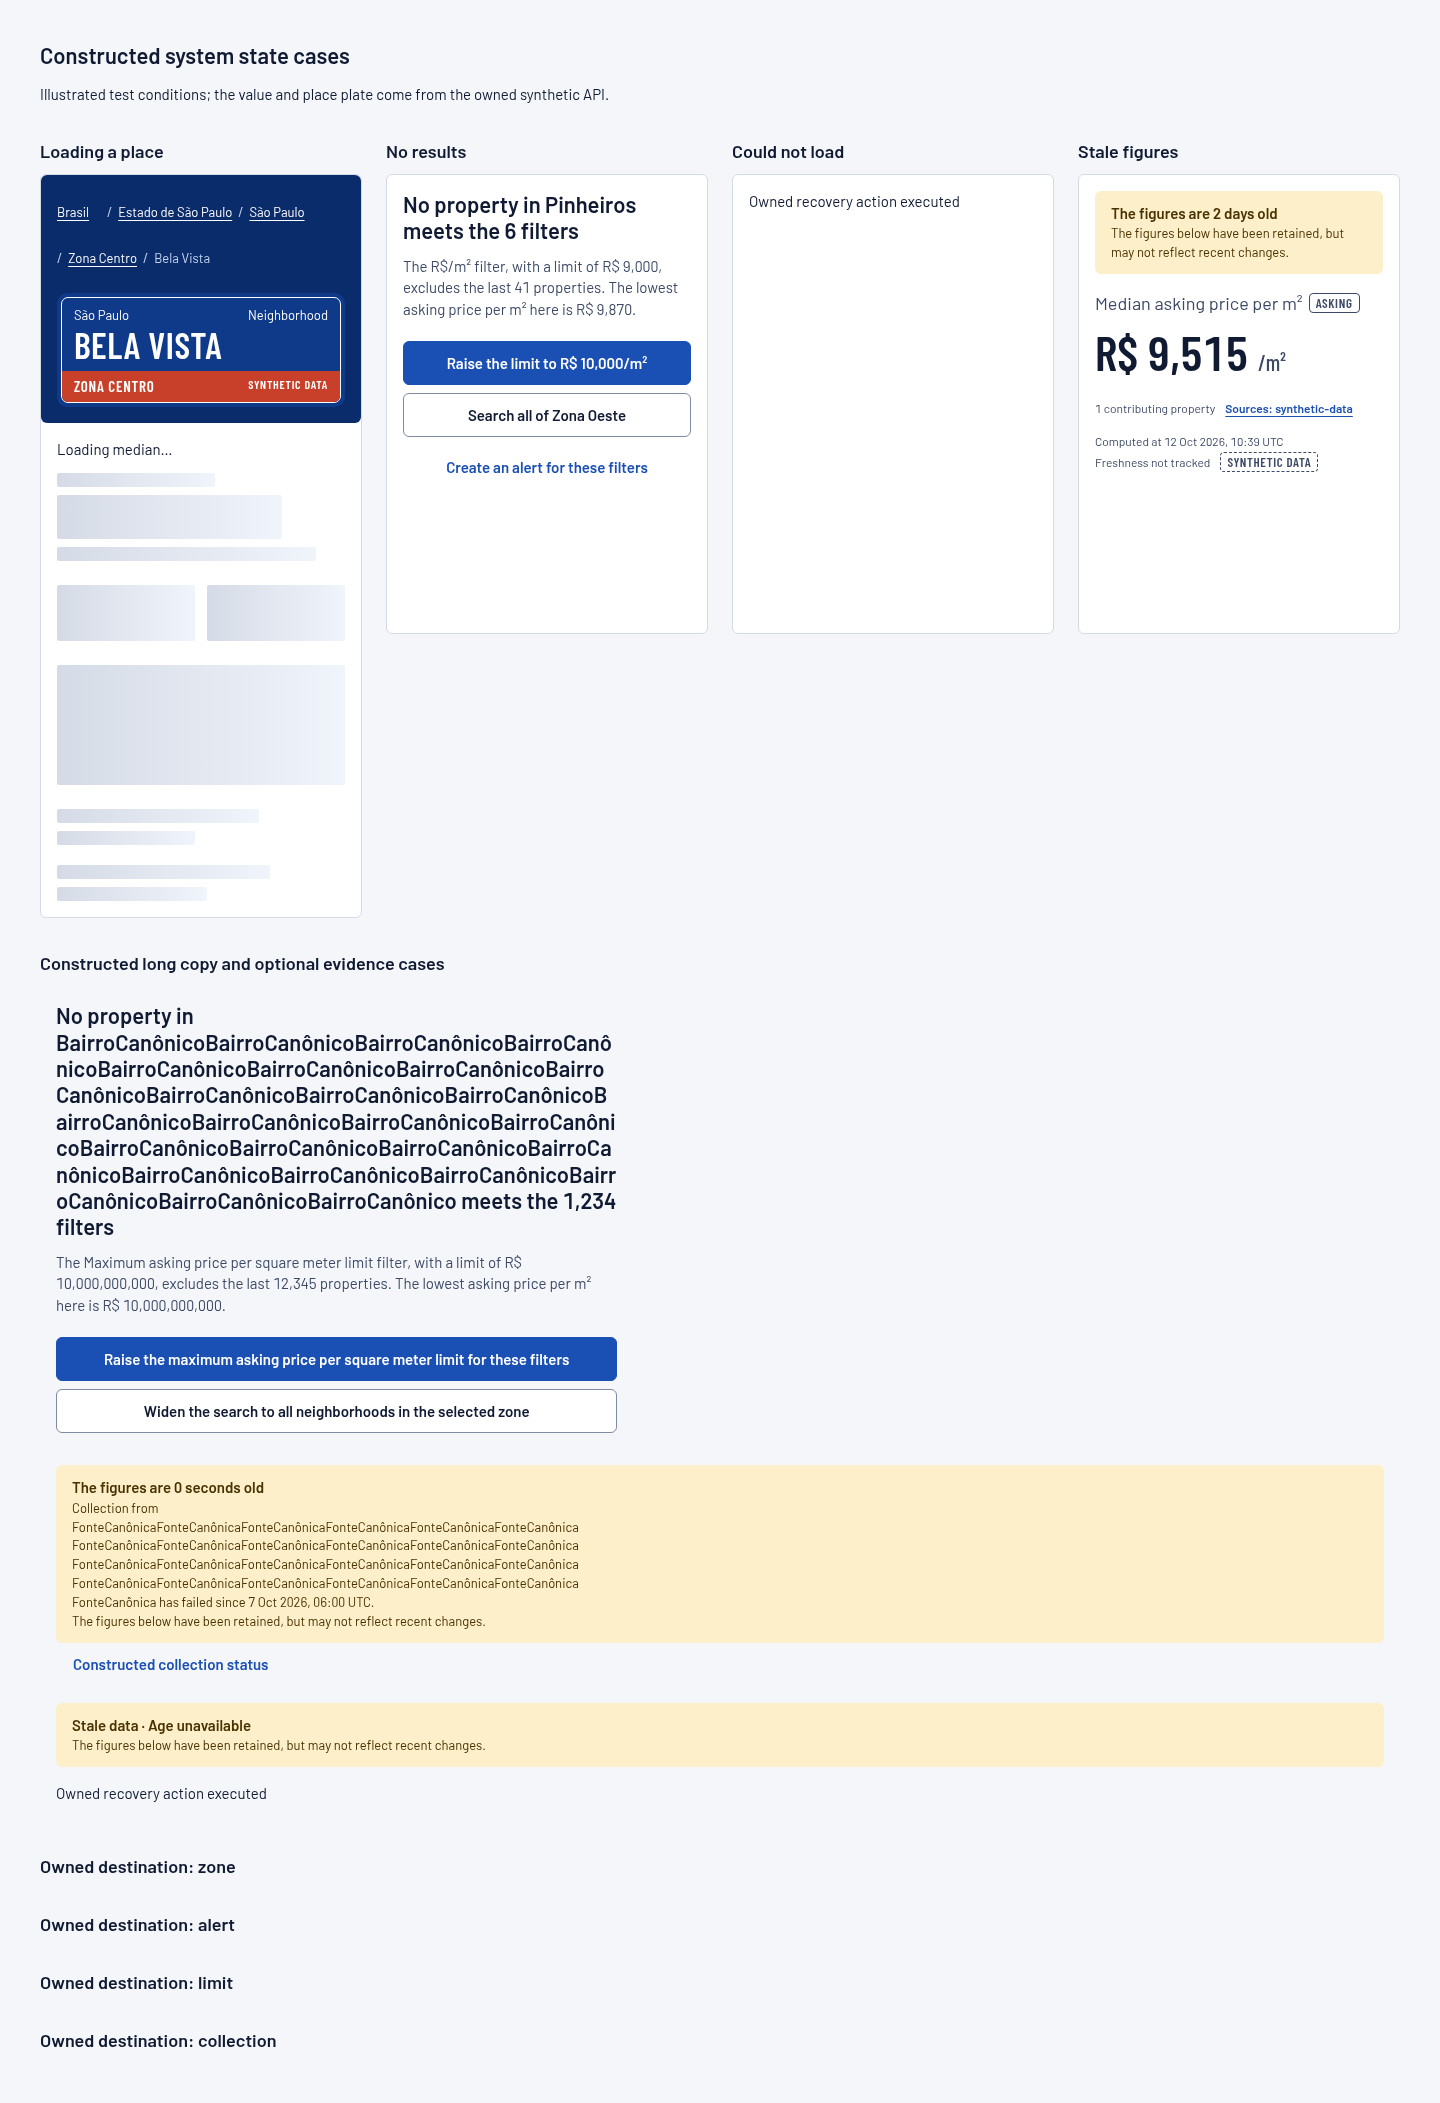 Constructed system state cases
Illustrated test conditions; the value and place plate come from the owned synthetic API.
Loading a place
Brasil / Estado de São Paulo / São Paulo
/ Zona Centro / Bela Vista
São Paulo Neighborhood
BELA VISTA
ZONA CENTRO SYNTHETIC DATA
Loading median...
No results
No property in Pinheiros
meets the 6 filters
The R$/m² filter, with a limit of R$ 9,000,
excludes the last 41 properties. The lowest
asking price per m² here is R$ 9,870.
Raise the limit to R$ 10,000/m²
Search all of Zona Oeste
Create an alert for these filters
Could not load
Owned recovery action executed
Stale figures
The figures are 2 days old
The figures below have been retained, but
may not reflect recent changes.
Median asking price per m² ASKING
R$ 9,515 /m²
1 contributing property Sources: synthetic-data
Computed at 12 Oct 2026, 10:39 UTC
Freshness not tracked SYNTHETIC DATA
Constructed long copy and optional evidence cases
No property in
BairroCanônicoBairroCanônicoBairroCanônicoBairroCanô
nicoBairroCanônicoBairroCanônicoBairroCanônicoBairro
CanônicoBairroCanônicoBairroCanônicoBairroCanônicoB
airroCanônicoBairroCanônicoBairroCanônicoBairroCanôni
coBairroCanônicoBairroCanônicoBairroCanônicoBairroCa
nônicoBairroCanônicoBairroCanônicoBairroCanônicoBairr
oCanônicoBairroCanônicoBairroCanônico meets the 1,234
filters
The Maximum asking price per square meter limit filter, with a limit of R$
10,000,000,000, excludes the last 12,345 properties. The lowest asking price per m²
here is R$ 10,000,000,000.
Raise the maximum asking price per square meter limit for these filters
Widen the search to all neighborhoods in the selected zone
The figures are 0 seconds old
Collection from
FonteCanônicaFonteCanônicaFonteCanônicaFonteCanônicaFonteCanônicaFonteCanônica
FonteCanônicaFonteCanônicaFonteCanônicaFonteCanônicaFonteCanônicaFonteCanônica
FonteCanônicaFonteCanônicaFonteCanônicaFonteCanônicaFonteCanônicaFonteCanônica
FonteCanônicaFonteCanônicaFonteCanônicaFonteCanônicaFonteCanônicaFonteCanônica
FonteCanônica has failed since 7 Oct 2026, 06:00 UTC.
The figures below have been retained, but may not reflect recent changes.
Constructed collection status
Stale data · Age unavailable
The figures below have been retained, but may not reflect recent changes.
Owned recovery action executed
Owned destination: zone
Owned destination: alert
Owned destination: limit
Owned destination: collection